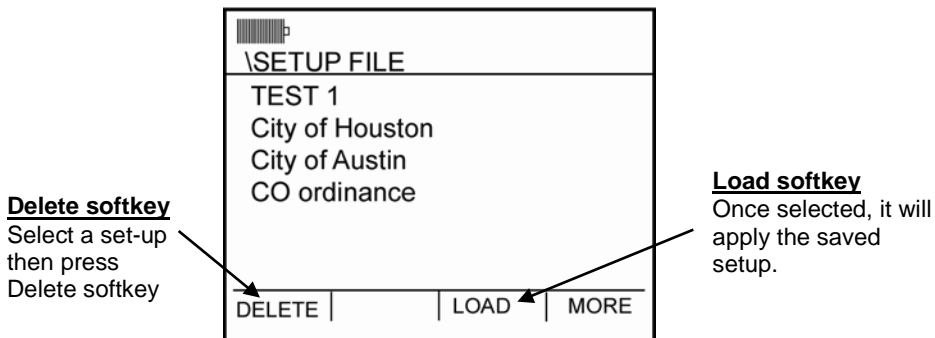 \SETUP FILE
TEST 1
City of Houston
City of Austin
CO ordinance
Delete softkey
Select a set-up
then press
Delete softkey
Load softkey
Once selected, it will
apply the saved
setup.
DELETE LOAD MORE